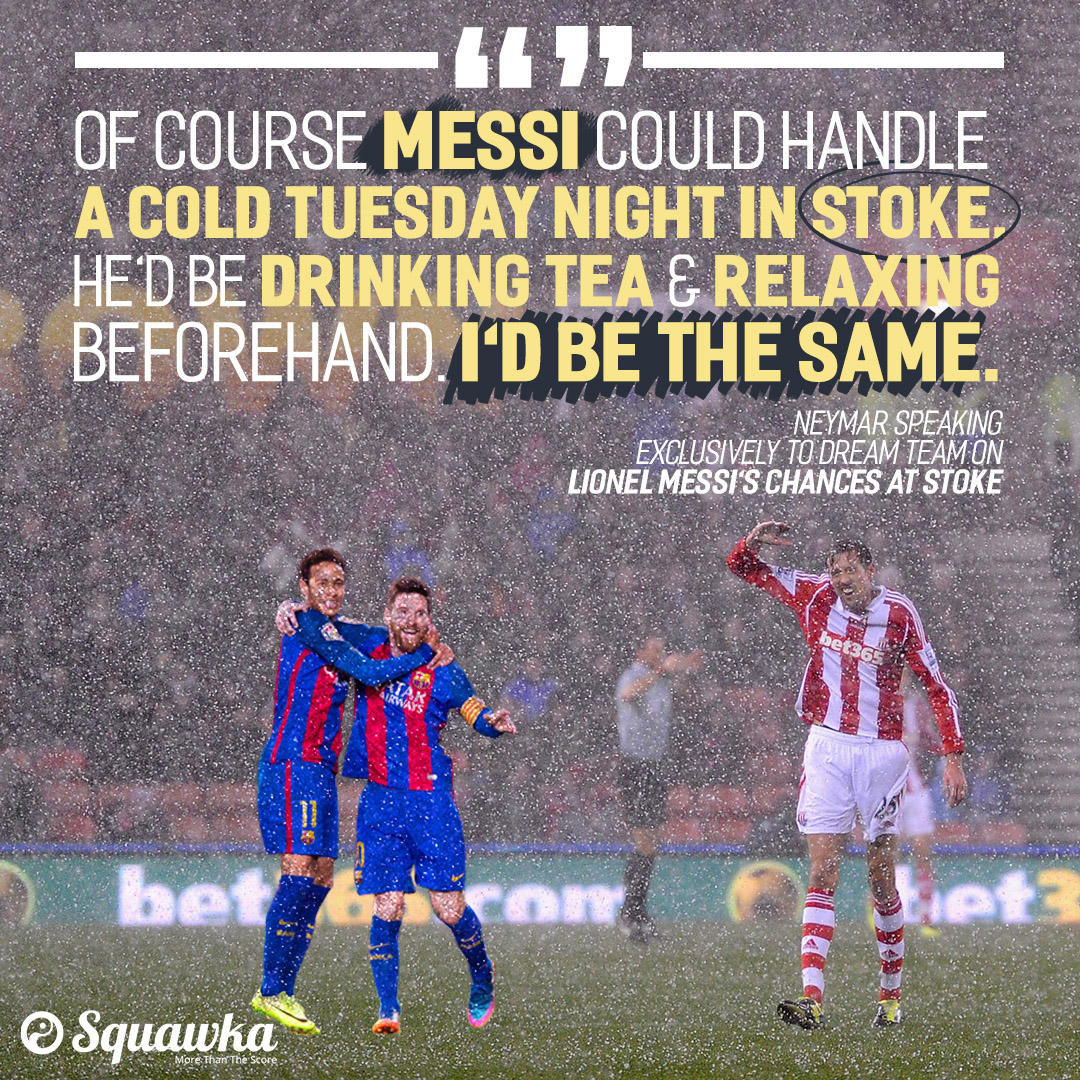 “ ”
OF COURSE MESSI COULD HANDLE
A COLD TUESDAY NIGHT IN STOKE.
HE‘D BE DRINKING TEA & RELAXING
BEFOREHAND. I‘D BE THE SAME.
NEYMAR SPEAKING
EXCLUSIVELY TO DREAM TEAM ON
LIONEL MESSI‘S CHANCES AT STOKE
bet365
QATAR
AIRWAYS
11
bet365.com
bet3
Squawka
More Than The Score